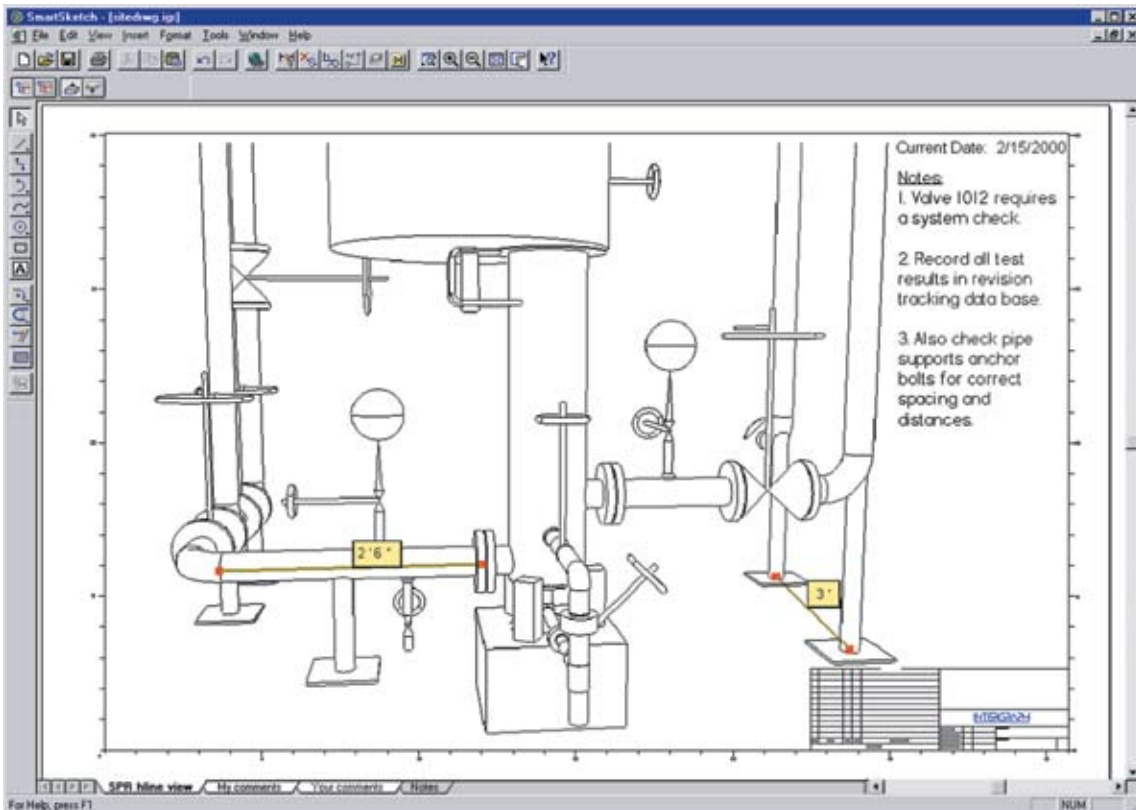 SmartSketch - [sitedrwg.igr]
File Edit View Insert Format Tools Window Help
Current Date: 2/15/2000
Notes:
1. Valve 1012 requires
a system check.
2. Record all test
results in revision
tracking data base.
3. Also check pipe
supports anchor
bolts for correct
spacing and
distances.
2'6"
3'
INTERGRAPH
SPR hline view My comments Your comments Notes
For Help, press F1
NUM